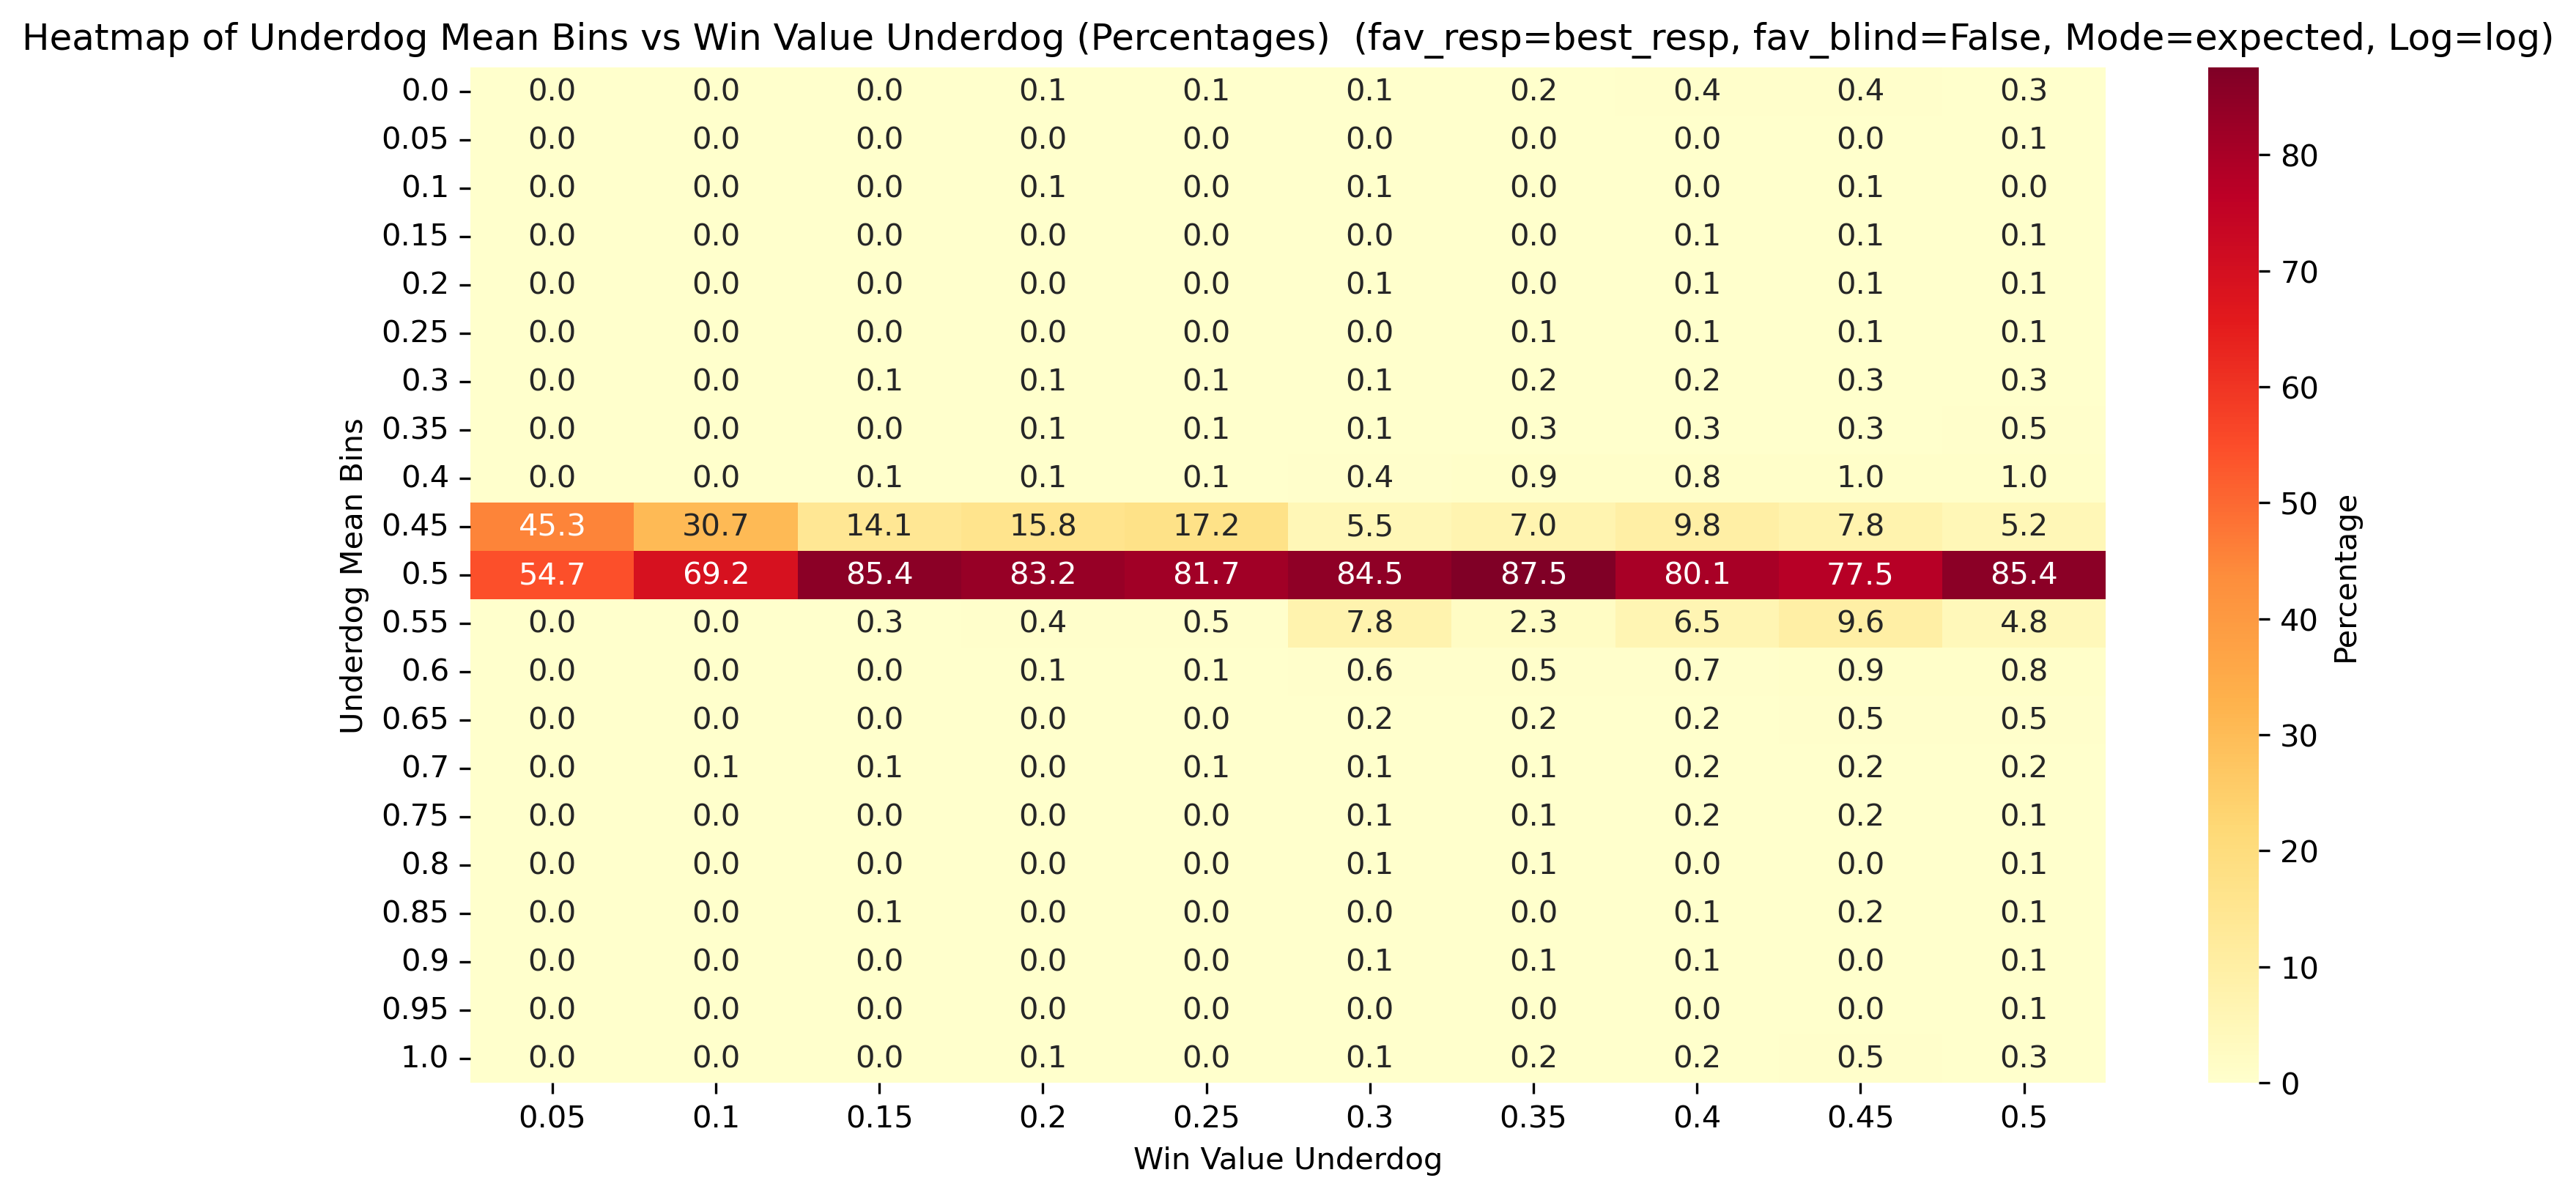 Heatmap of Underdog Mean Bins vs Win Value Underdog (Percentages)  (fav_resp=best_resp, fav_blind=False, Mode=expected, Log=log)
0.0 0.0 0.0 0.0 0.1 0.1 0.1 0.2 0.4 0.4 0.3
0.05 0.0 0.0 0.0 0.0 0.0 0.0 0.0 0.0 0.0 0.1
0.1 0.0 0.0 0.0 0.1 0.0 0.1 0.0 0.0 0.1 0.0
0.15 0.0 0.0 0.0 0.0 0.0 0.0 0.0 0.1 0.1 0.1
0.2 0.0 0.0 0.0 0.0 0.0 0.1 0.0 0.1 0.1 0.1
0.25 0.0 0.0 0.0 0.0 0.0 0.0 0.1 0.1 0.1 0.1
0.3 0.0 0.0 0.1 0.1 0.1 0.1 0.2 0.2 0.3 0.3
0.35 0.0 0.0 0.0 0.1 0.1 0.1 0.3 0.3 0.3 0.5
0.4 0.0 0.0 0.1 0.1 0.1 0.4 0.9 0.8 1.0 1.0
0.45 45.3 30.7 14.1 15.8 17.2 5.5 7.0 9.8 7.8 5.2
0.5 54.7 69.2 85.4 83.2 81.7 84.5 87.5 80.1 77.5 85.4
0.55 0.0 0.0 0.3 0.4 0.5 7.8 2.3 6.5 9.6 4.8
0.6 0.0 0.0 0.0 0.1 0.1 0.6 0.5 0.7 0.9 0.8
0.65 0.0 0.0 0.0 0.0 0.0 0.2 0.2 0.2 0.5 0.5
0.7 0.0 0.1 0.1 0.0 0.1 0.1 0.1 0.2 0.2 0.2
0.75 0.0 0.0 0.0 0.0 0.0 0.1 0.1 0.2 0.2 0.1
0.8 0.0 0.0 0.0 0.0 0.0 0.1 0.1 0.0 0.0 0.1
0.85 0.0 0.0 0.1 0.0 0.0 0.0 0.0 0.1 0.2 0.1
0.9 0.0 0.0 0.0 0.0 0.0 0.1 0.1 0.1 0.0 0.1
0.95 0.0 0.0 0.0 0.0 0.0 0.0 0.0 0.0 0.0 0.1
1.0 0.0 0.0 0.0 0.1 0.0 0.1 0.2 0.2 0.5 0.3
0.05 0.1 0.15 0.2 0.25 0.3 0.35 0.4 0.45 0.5
Win Value Underdog
Underdog Mean Bins
80
70
60
50
40
30
20
10
0
Percentage